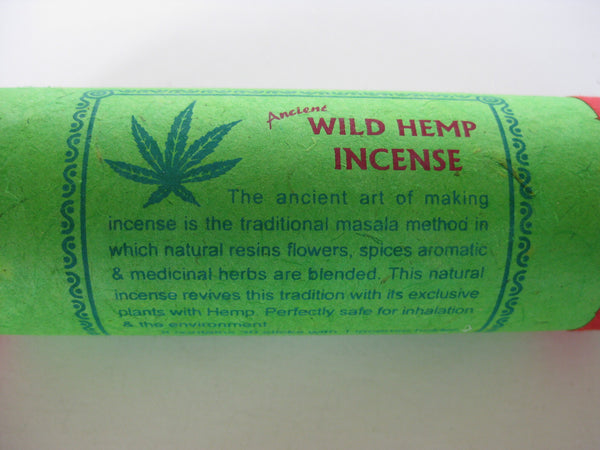 Ancient
WILD HEMP
INCENSE
The ancient art of making
incense is the traditional masala method in
which natural resins flowers, spices aromatic
& medicinal herbs are blended. This natural
incense revives this tradition with its exclusive
plants with Hemp. Perfectly safe for inhalation
& the environment